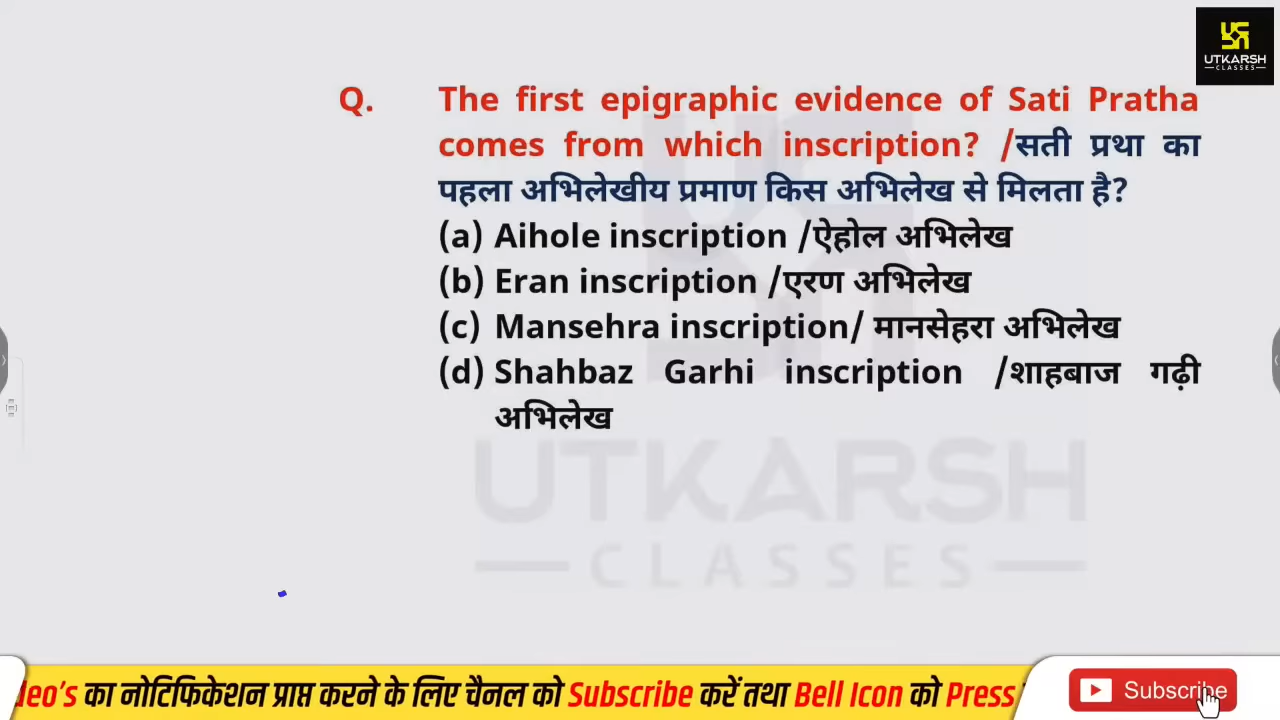 UTKARSH
CLASSES
Q. The first epigraphic evidence of Sati Pratha
comes from which inscription? /सती प्रथा का
पहला अभिलेखीय प्रमाण किस अभिलेख से मिलता है?
(a) Aihole inscription /ऐहोल अभिलेख
(b) Eran inscription /एरण अभिलेख
(c) Mansehra inscription/ मानसेहरा अभिलेख
(d) Shahbaz Garhi inscription /शाहबाज गढ़ी
अभिलेख
UTKARSH
CLASSES
deo's का नोटिफिकेशन प्राप्त करने के लिए चैनल को Subscribe करें तथा Bell Icon को Press
Subscribe